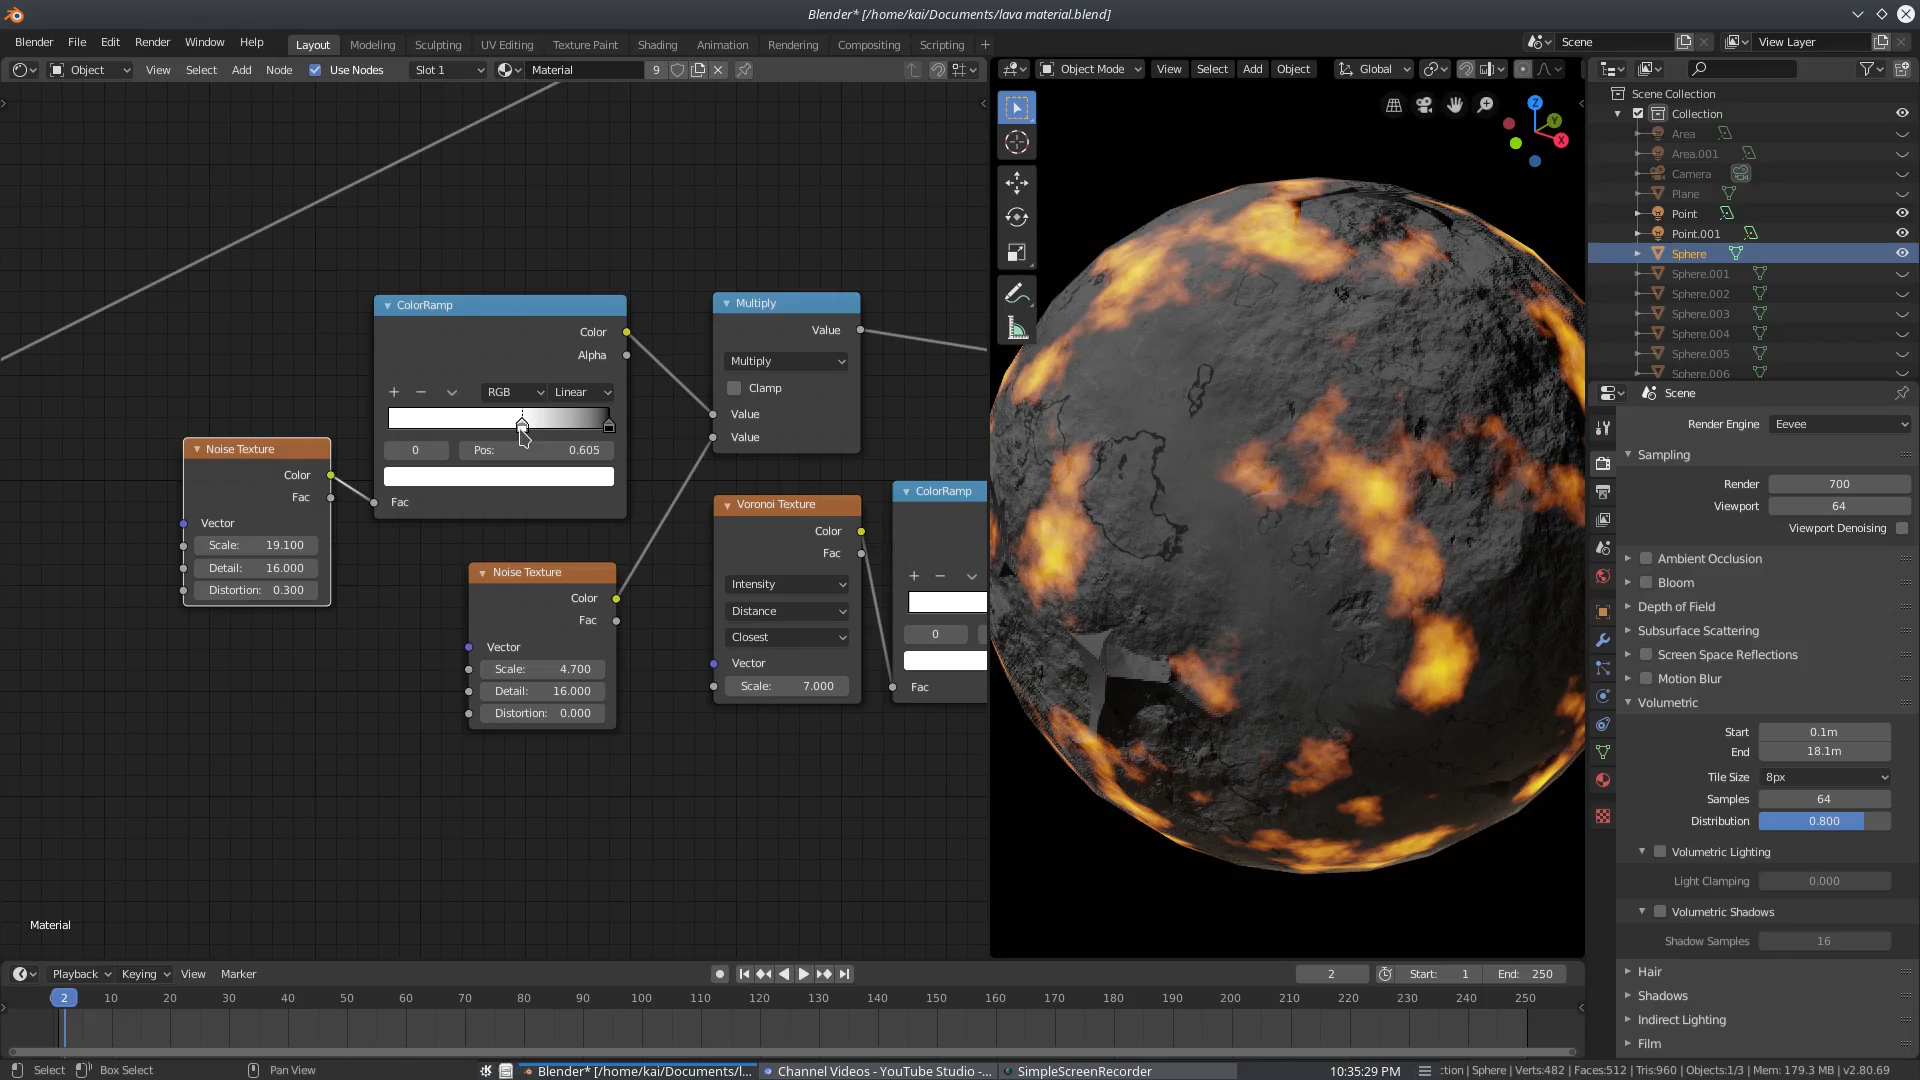 Blender* [/home/kai/Documents/lava material.blend]
Blender File Edit Render Window Help Layout Modeling Sculpting UV Editing Texture Paint Shading Animation Rendering Compositing Scripting + Scene View Layer
Object View Select Add Node Use Nodes Slot 1 Material 9
Object Mode View Select Add Object Global
Z
Y
X
ColorRamp
Color
Alpha
+ − RGB Linear
0 Pos: 0.605
Fac
Noise Texture
Color
Fac
Vector
Scale: 19.100
Detail: 16.000
Distortion: 0.300
Multiply
Value
Multiply
Clamp
Value
Value
Noise Texture
Color
Fac
Vector
Scale: 4.700
Detail: 16.000
Distortion: 0.000
Voronoi Texture
Color
Fac
Intensity
Distance
Closest
Vector
Scale: 7.000
ColorRamp
+ −
0
Fac
Material
Scene Collection
Collection
Area
Area.001
Camera
Plane
Point
Point.001
Sphere
Sphere.001
Sphere.002
Sphere.003
Sphere.004
Sphere.005
Sphere.006
Scene
Render Engine Eevee
Sampling
Render 700
Viewport 64
Viewport Denoising
Ambient Occlusion
Bloom
Depth of Field
Subsurface Scattering
Screen Space Reflections
Motion Blur
Volumetric
Start 0.1m
End 18.1m
Tile Size 8px
Samples 64
Distribution 0.800
Volumetric Lighting
Light Clamping 0.000
Volumetric Shadows
Shadow Samples 16
Hair
Shadows
Indirect Lighting
Film
Playback Keying View Marker 2 Start: 1 End: 250
2 10 20 30 40 50 60 70 80 90 100 110 120 130 140 150 160 170 180 190 200 210 220 230 240 250
Select Box Select Pan View Blender* [/home/kai/Documents/l... Channel Videos - YouTube Studio -... SimpleScreenRecorder 10:35:29 PM :ction | Sphere | Verts:482 | Faces:512 | Tris:960 | Objects:1/3 | Mem: 179.3 MB | v2.80.69